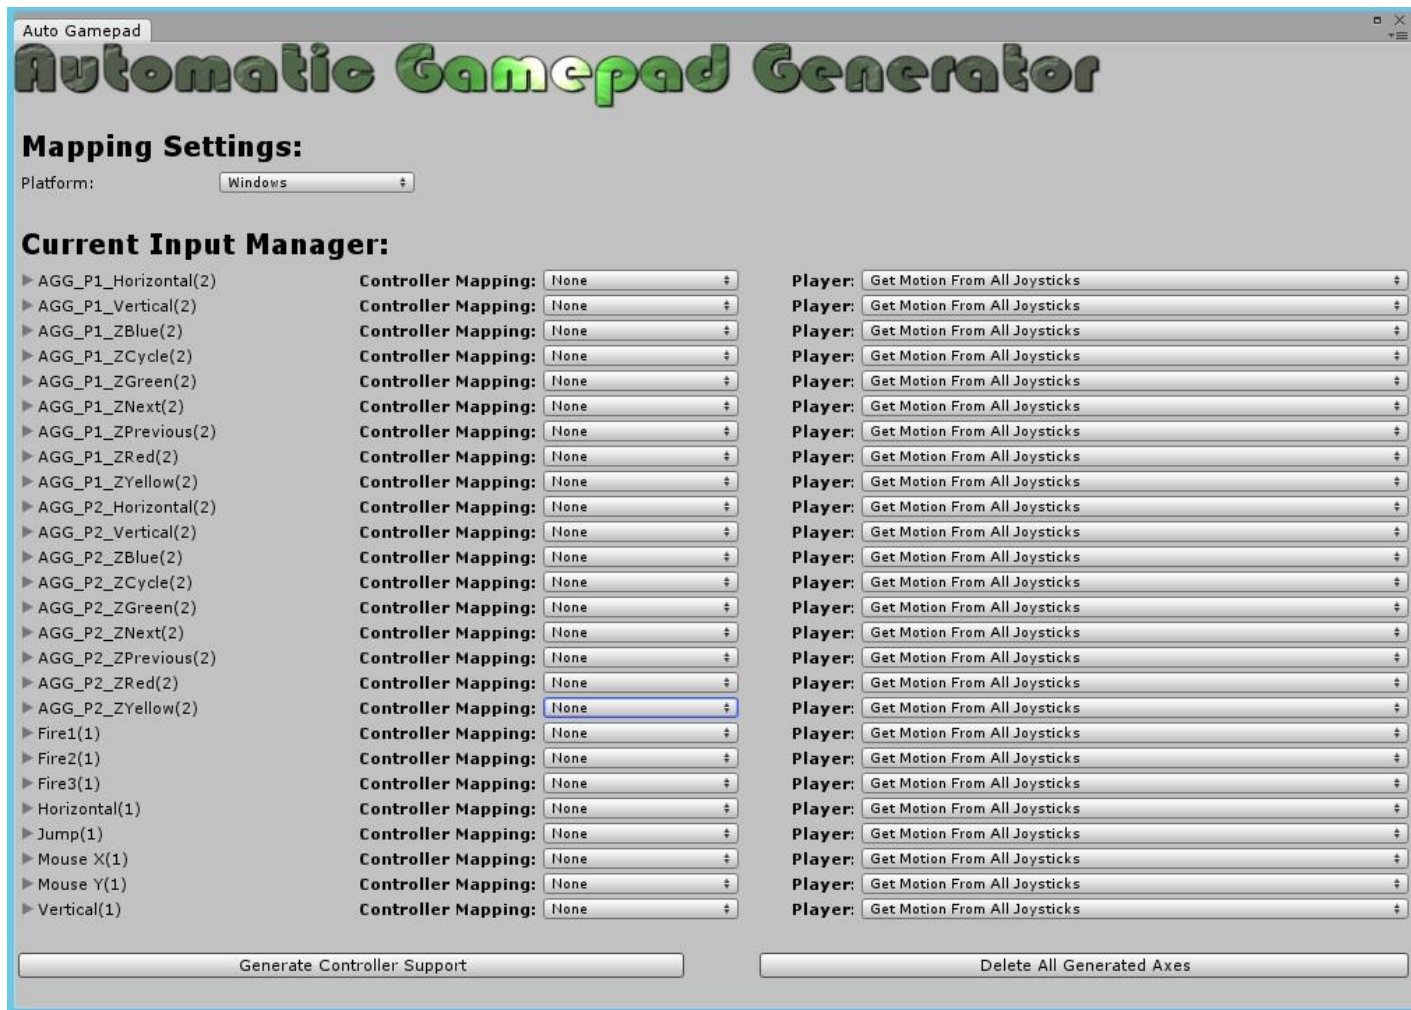 Auto Gamepad
Automatic Gamepad Generator
Mapping Settings:
Platform: Windows
Current Input Manager:
AGG_P1_Horizontal(2) Controller Mapping: None Player: Get Motion From All Joysticks
AGG_P1_Vertical(2) Controller Mapping: None Player: Get Motion From All Joysticks
AGG_P1_ZBlue(2) Controller Mapping: None Player: Get Motion From All Joysticks
AGG_P1_ZCycle(2) Controller Mapping: None Player: Get Motion From All Joysticks
AGG_P1_ZGreen(2) Controller Mapping: None Player: Get Motion From All Joysticks
AGG_P1_ZNext(2) Controller Mapping: None Player: Get Motion From All Joysticks
AGG_P1_ZPrevious(2) Controller Mapping: None Player: Get Motion From All Joysticks
AGG_P1_ZRed(2) Controller Mapping: None Player: Get Motion From All Joysticks
AGG_P1_ZYellow(2) Controller Mapping: None Player: Get Motion From All Joysticks
AGG_P2_Horizontal(2) Controller Mapping: None Player: Get Motion From All Joysticks
AGG_P2_Vertical(2) Controller Mapping: None Player: Get Motion From All Joysticks
AGG_P2_ZBlue(2) Controller Mapping: None Player: Get Motion From All Joysticks
AGG_P2_ZCycle(2) Controller Mapping: None Player: Get Motion From All Joysticks
AGG_P2_ZGreen(2) Controller Mapping: None Player: Get Motion From All Joysticks
AGG_P2_ZNext(2) Controller Mapping: None Player: Get Motion From All Joysticks
AGG_P2_ZPrevious(2) Controller Mapping: None Player: Get Motion From All Joysticks
AGG_P2_ZRed(2) Controller Mapping: None Player: Get Motion From All Joysticks
AGG_P2_ZYellow(2) Controller Mapping: None Player: Get Motion From All Joysticks
Fire1(1) Controller Mapping: None Player: Get Motion From All Joysticks
Fire2(1) Controller Mapping: None Player: Get Motion From All Joysticks
Fire3(1) Controller Mapping: None Player: Get Motion From All Joysticks
Horizontal(1) Controller Mapping: None Player: Get Motion From All Joysticks
Jump(1) Controller Mapping: None Player: Get Motion From All Joysticks
Mouse X(1) Controller Mapping: None Player: Get Motion From All Joysticks
Mouse Y(1) Controller Mapping: None Player: Get Motion From All Joysticks
Vertical(1) Controller Mapping: None Player: Get Motion From All Joysticks
Generate Controller Support Delete All Generated Axes